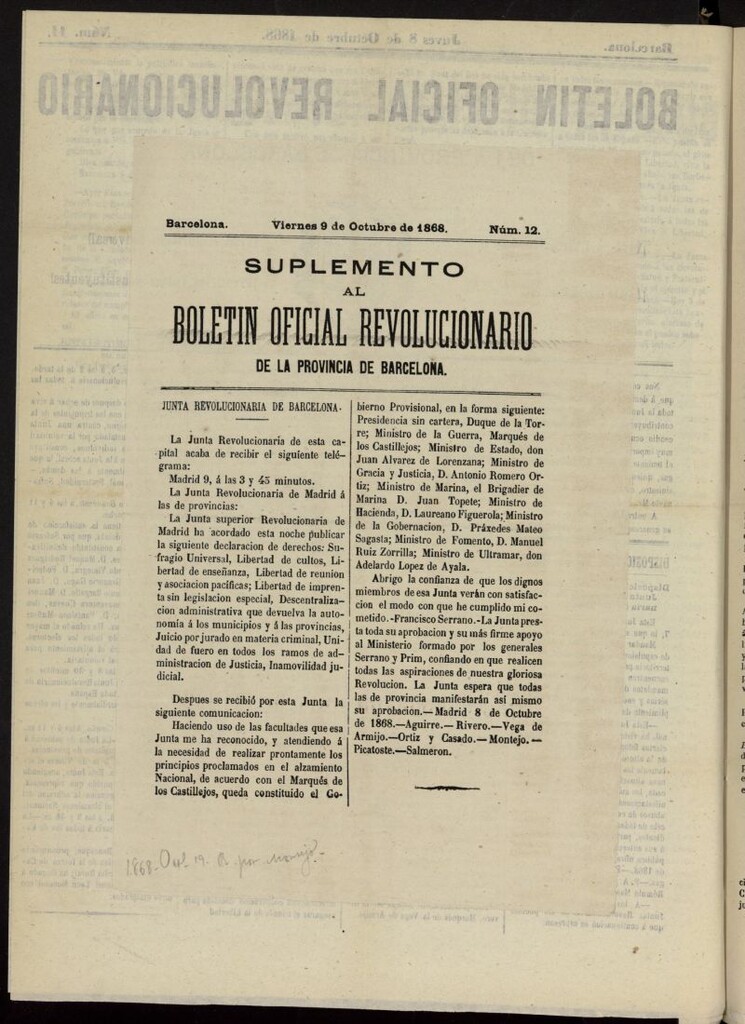 Barcelona. Viernes 9 de Octubre de 1868. Núm. 12.
SUPLEMENTO
AL
BOLETIN OFICIAL REVOLUCIONARIO
DE LA PROVINCIA DE BARCELONA.
JUNTA REVOLUCIONARIA DE BARCELONA.
La Junta Revolucionaria de esta ca-
pital acaba de recibir el siguiente telé-
grama:
Madrid 9, á las 3 y 45 minutos.
La Junta Revolucionaria de Madrid á
las de provincias:
La Junta superior Revolucionaria de
Madrid ha acordado esta noche publicar
la siguiente declaracion de derechos: Su-
fragio Universal, Libertad de cultos, Li-
bertad de enseñanza, Libertad de reunion
y asociacion pacíficas; Libertad de impren-
ta sin legislacion especial, Descentraliza-
cion administrativa que devuelva la auto-
nomía á los municipios y á las provincias,
Juicio por jurado en materia criminal, Uni-
dad de fuero en todos los ramos de ad-
ministracion de Justicia, Inamovilidad ju-
dicial.
Despues se recibió por esta Junta la
siguiente comunicacion:
Haciendo uso de las facultades que esa
Junta me ha reconocido, y atendiendo á
la necesidad de realizar prontamente los
principios proclamados en el alzamiento
Nacional, de acuerdo con el Marqués de
los Castillejos, queda constituido el Go-
bierno Provisional, en la forma siguiente:
Presidencia sin cartera, Duque de la Tor-
re; Ministro de la Guerra, Marqués de
los Castillejos; Ministro de Estado, don
Juan Alvarez de Lorenzana; Ministro de
Gracia y Justicia, D. Antonio Romero Or-
tiz; Ministro de Marina, el Brigadier de
Marina D. Juan Topete; Ministro de
Hacienda, D. Laureano Figuerola; Ministro
de la Gobernacion, D. Práxedes Mateo
Sagasta; Ministro de Fomento, D. Manuel
Ruiz Zorrilla; Ministro de Ultramar, don
Adelardo Lopez de Ayala.
Abrigo la confianza de que los dignos
miembros de esa Junta verán con satisfac-
cion el modo con que he cumplido mi co-
metido.-Francisco Serrano.-La Junta pres-
ta toda su aprobacion y su más firme apoyo
al Ministerio formado por los generales
Serrano y Prim, confiando en que realicen
todas las aspiraciones de nuestra gloriosa
Revolucion. La Junta espera que todas
las de provincia manifestarán así mismo
su aprobacion.—Madrid 8 de Octubre
de 1868.—Aguirre.—Rivero.—Vega de
Armijo.—Ortiz y Casado.—Montejo.—
Picatoste.—Salmeron.
1868